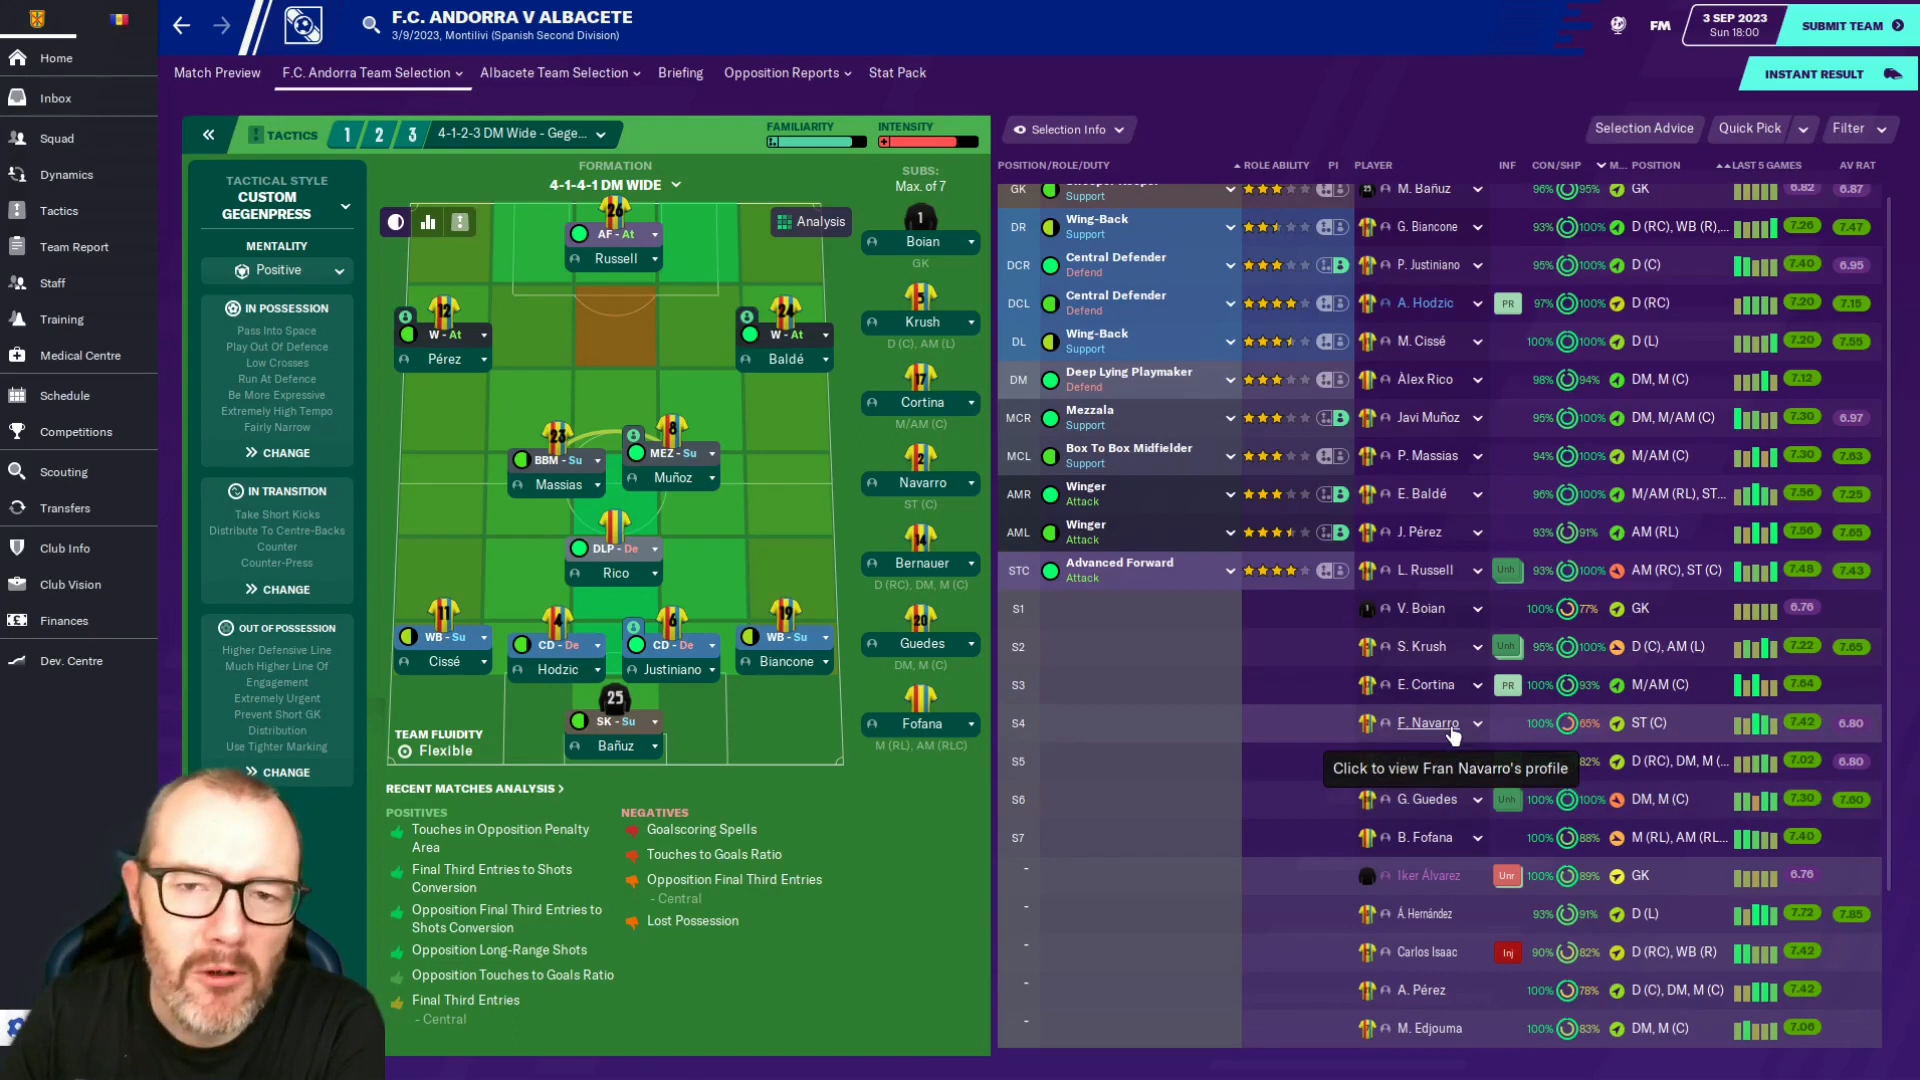 F.C. ANDORRA V ALBACETE
3/9/2023, Montilivi (Spanish Second Division)
FM
3 SEP 2023
Sun 18:00
SUBMIT TEAM
INSTANT RESULT
Home
Inbox
Squad
Dynamics
Tactics
Team Report
Staff
Training
Medical Centre
Schedule
Competitions
Scouting
Transfers
Club Info
Club Vision
Finances
Dev. Centre
Match Preview
F.C. Andorra Team Selection
Albacete Team Selection
Briefing
Opposition Reports
Stat Pack
TACTICS 1 2 3 4-1-2-3 DM Wide - Gege...
FAMILIARITY
INTENSITY
TACTICAL STYLE
CUSTOM
GEGENPRESS
MENTALITY
Positive
IN POSSESSION
Pass Into Space
Play Out Of Defence
Low Crosses
Run At Defence
Be More Expressive
Extremely High Tempo
Fairly Narrow
CHANGE
IN TRANSITION
Take Short Kicks
Distribute To Centre-Backs
Counter
Counter-Press
CHANGE
OUT OF POSSESSION
Higher Defensive Line
Much Higher Line Of
Engagement
Extremely Urgent
Prevent Short GK
Distribution
Use Tighter Marking
CHANGE
FORMATION
4-1-4-1 DM WIDE
Analysis
26
AF - At
Russell
12
W - At
Pérez
24
W - At
Baldé
23
BBM - Su
Massias
8
MEZ - Su
Muñoz
DLP - De
Rico
11
WB - Su
Cissé
4
CD - De
Hodzic
6
CD - De
Justiniano
19
WB - Su
Biancone
25
SK - Su
Bañuz
TEAM FLUIDITY
Flexible
SUBS:
Max. of 7
1
Boian
GK
5
Krush
D (C), AM (L)
17
Cortina
M/AM (C)
2
Navarro
ST (C)
14
Bernauer
D (RC), DM, M (C)
20
Guedes
DM, M (C)
Fofana
M (RL), AM (RLC)
RECENT MATCHES ANALYSIS >
POSITIVES
Touches in Opposition Penalty
Area
Final Third Entries to Shots
Conversion
Opposition Final Third Entries to
Shots Conversion
Opposition Long-Range Shots
Opposition Touches to Goals Ratio
Final Third Entries
- Central
NEGATIVES
Goalscoring Spells
Touches to Goals Ratio
Opposition Final Third Entries
- Central
Lost Possession
Selection Info
Selection Advice
Quick Pick
Filter
POSITION/ROLE/DUTY ROLE ABILITY PI PLAYER INF CON/SHP M... POSITION LAST 5 GAMES AV RAT
GK Support M. Bañuz 96% 95% GK 6.82 6.87
DR Wing-Back Support G. Biancone 93% 100% D (RC), WB (R),... 7.26 7.47
DCR Central Defender Defend P. Justiniano 95% 100% D (C) 7.40 6.95
DCL Central Defender Defend A. Hodzic PR 97% 100% D (RC) 7.20 7.15
DL Wing-Back Support M. Cissé 100% 100% D (L) 7.20 7.55
DM Deep Lying Playmaker Defend Àlex Rico 98% 94% DM, M (C) 7.12
MCR Mezzala Support Javi Muñoz 95% 100% DM, M/AM (C) 7.30 6.97
MCL Box To Box Midfielder Support P. Massias 94% 100% M/AM (C) 7.30 7.63
AMR Winger Attack E. Baldé 96% 100% M/AM (RL), ST... 7.56 7.25
AML Winger Attack J. Pérez 93% 91% AM (RL) 7.56 7.65
STC Advanced Forward Attack L. Russell Unh 93% 100% AM (RC), ST (C) 7.48 7.43
S1 V. Boian 100% 77% GK 6.76
S2 S. Krush Unh 95% 100% D (C), AM (L) 7.22 7.65
S3 E. Cortina PR 100% 93% M/AM (C) 7.64
S4 F. Navarro 100% 65% ST (C) 7.42 6.80
S5 82% D (RC), DM, M (... 7.02 6.80
Click to view Fran Navarro's profile
S6 G. Guedes Unh 100% 100% DM, M (C) 7.30 7.60
S7 B. Fofana 100% 88% M (RL), AM (RL... 7.40
- Iker Álvarez Unr 100% 89% GK 6.76
- Á. Hernández 93% 91% D (L) 7.72 7.85
- Carlos Isaac Inj 90% 82% D (RC), WB (R) 7.42
- A. Pérez 100% 78% D (C), DM, M (C) 7.42
- M. Edjouma 100% 83% DM, M (C) 7.06